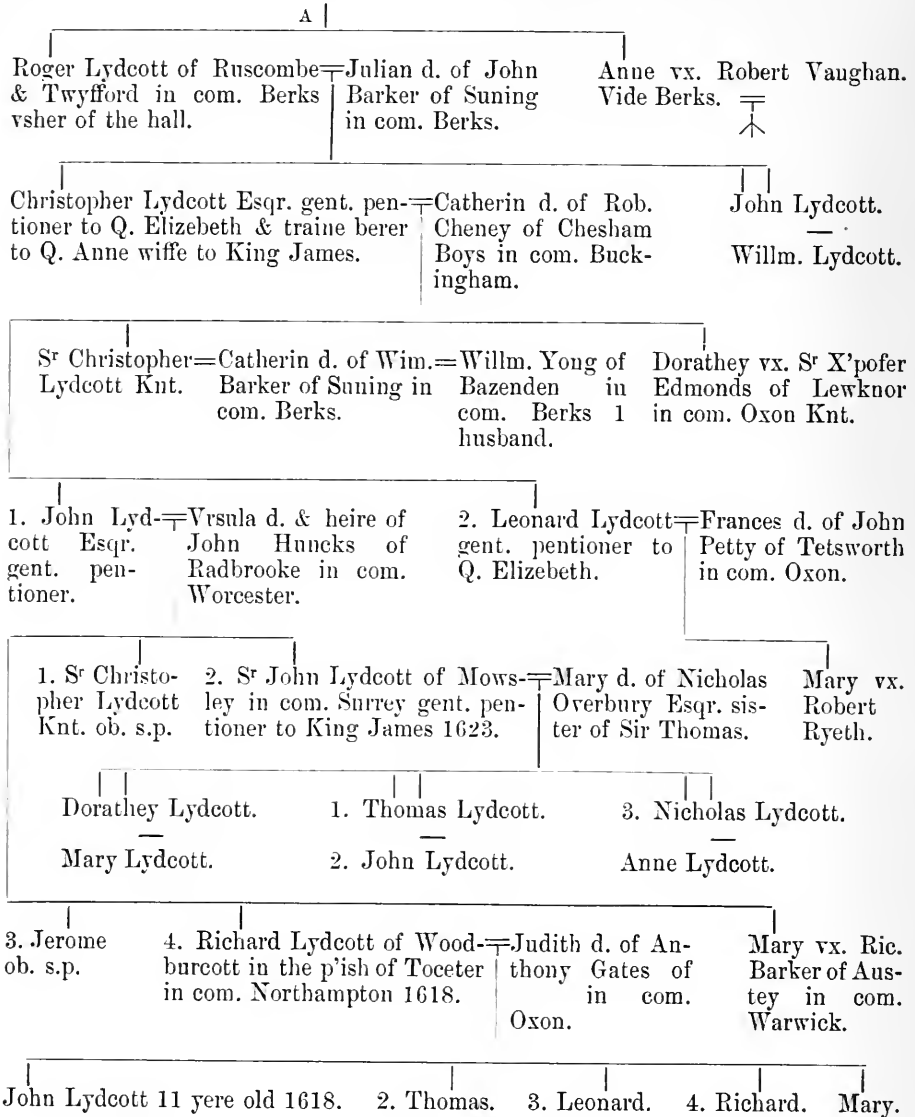 A
Roger Lydcott of Ruscombe
& Twyfford in com. Berks
vsher of the hall.
Julian d. of John
Barker of Suning
in com. Berks.
Anne vx. Robert Vaughan.
Vide Berks.
Christopher Lydcott Esqr. gent. pen-
tioner to Q. Elizebeth & traine berer
to Q. Anne wiffe to King James.
Catherin d. of Rob.
Cheney of Chesham
Boys in com. Buck-
ingham.
John Lydcott.
Willm. Lydcott.
Sr Christopher
Lydcott Knt.
=Catherin d. of Wim.
Barker of Suning in
com. Berks.
=Willm. Yong of
Bazenden in
com. Berks 1
husband.
Dorathey vx. Sr X'pofer
Edmonds of Lewknor
in com. Oxon Knt.
1. John Lyd-
cott Esqr.
gent. pen-
tioner.
Vrsula d. & heire of
John Huncks of
Radbrooke in com.
Worcester.
2. Leonard Lydcott
gent. pentioner to
Q. Elizebeth.
Frances d. of John
Petty of Tetsworth
in com. Oxon.
1. Sr Christo-
pher Lydcott
Knt. ob. s.p.
2. Sr John Lydcott of Mows-
ley in com. Surrey gent. pen-
tioner to King James 1623.
Mary d. of Nicholas
Overbury Esqr. sis-
ter of Sir Thomas.
Mary vx.
Robert
Ryeth.
Dorathey Lydcott.
Mary Lydcott.
1. Thomas Lydcott.
2. John Lydcott.
3. Nicholas Lydcott.
Anne Lydcott.
3. Jerome
ob. s.p.
4. Richard Lydcott of Wood-
burcott in the p'ish of Toceter
in com. Northampton 1618.
Judith d. of An-
thony Gates of
in com.
Oxon.
Mary vx. Ric.
Barker of Aus-
tey in com.
Warwick.
John Lydcott 11 yere old 1618. 2. Thomas. 3. Leonard. 4. Richard. Mary.